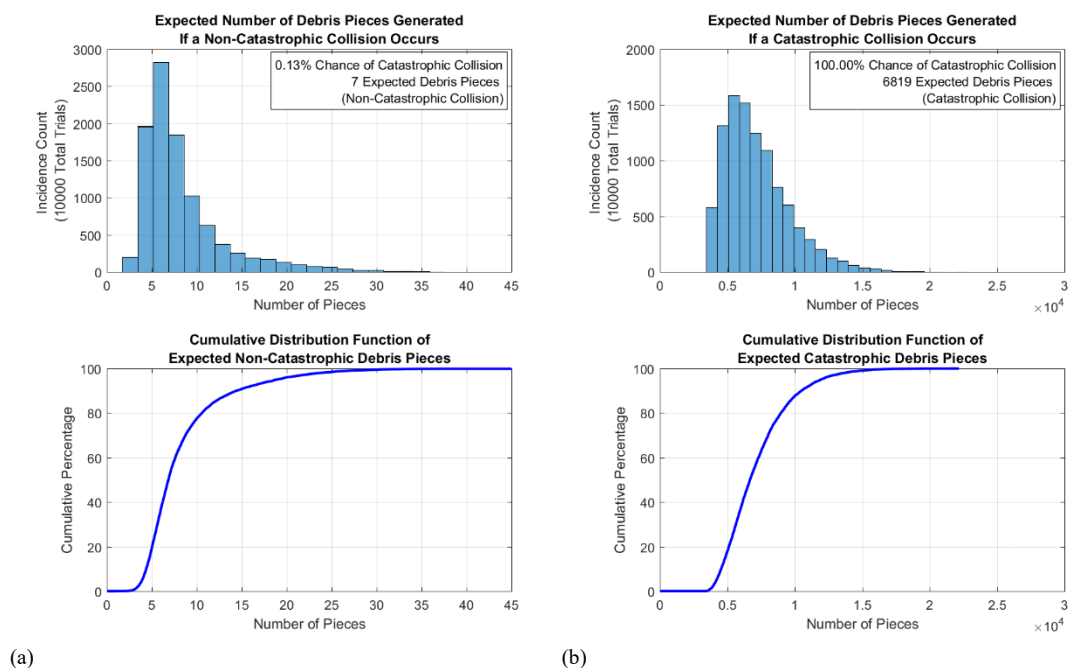 Expected Number of Debris Pieces Generated
If a Non-Catastrophic Collision Occurs
3000
2500
2000
1500
1000
500
0
Incidence Count
(10000 Total Trials)
0.13% Chance of Catastrophic Collision
7 Expected Debris Pieces
(Non-Catastrophic Collision)
0 5 10 15 20 25 30 35 40 45
Number of Pieces
Expected Number of Debris Pieces Generated
If a Catastrophic Collision Occurs
2000
1500
1000
500
0
Incidence Count
(10000 Total Trials)
100.00% Chance of Catastrophic Collision
6819 Expected Debris Pieces
(Catastrophic Collision)
0 0.5 1 1.5 2 2.5 3
Number of Pieces
×10⁴
Cumulative Distribution Function of
Expected Non-Catastrophic Debris Pieces
100
80
60
40
20
0
Cumulative Percentage
0 5 10 15 20 25 30 35 40 45
Number of Pieces
Cumulative Distribution Function of
Expected Catastrophic Debris Pieces
100
80
60
40
20
0
Cumulative Percentage
0 0.5 1 1.5 2 2.5 3
Number of Pieces
×10⁴
(a)
(b)